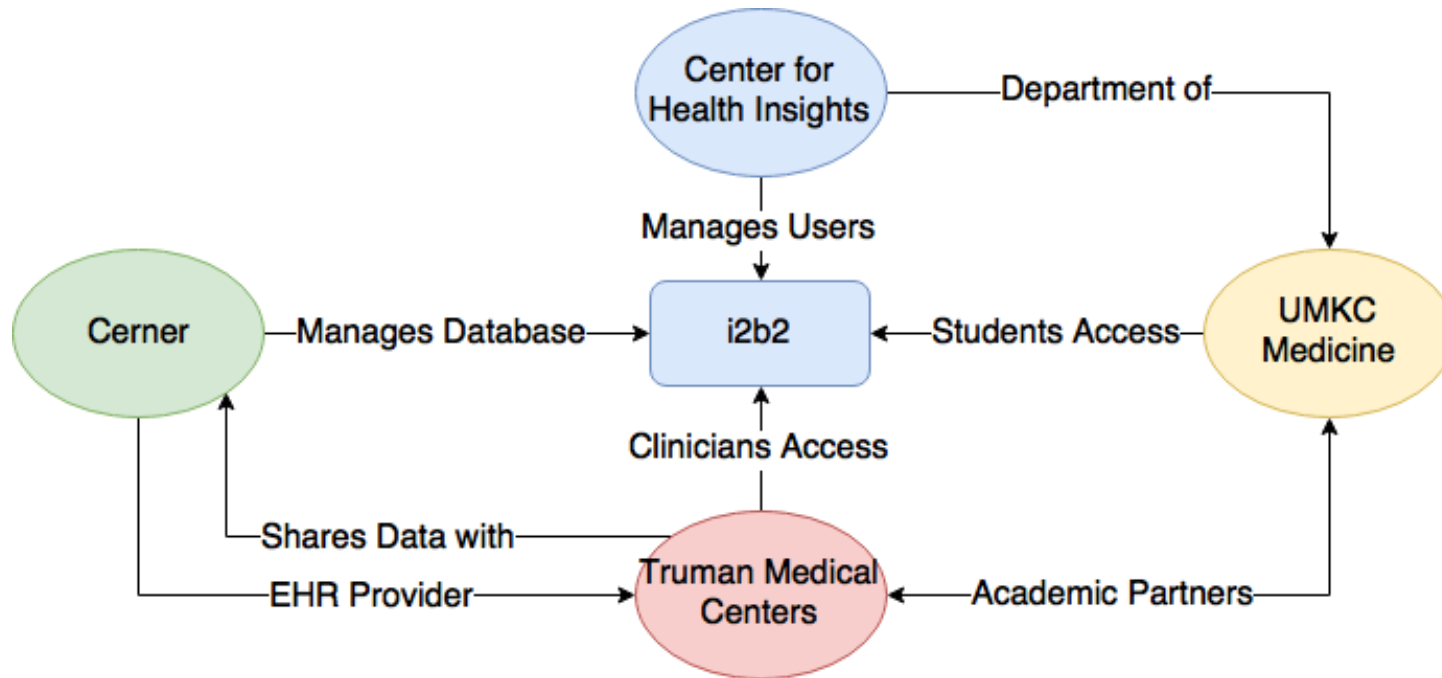 Center for
Health Insights
Department of
Manages Users
Cerner
Manages Database
i2b2
Students Access
UMKC
Medicine
Clinicians Access
Shares Data with
EHR Provider
Truman Medical
Centers
Academic Partners